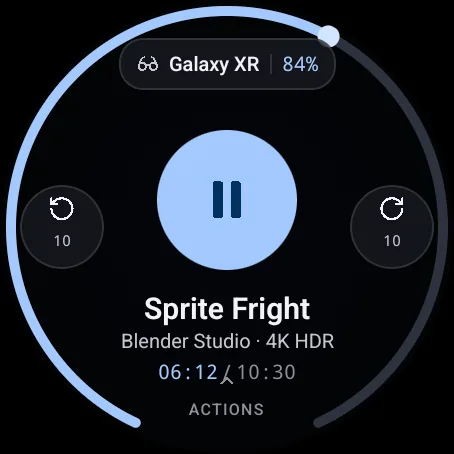 Galaxy XR 84%
10
10
Sprite Fright
Blender Studio · 4K HDR
06:12 / 10:30
ACTIONS